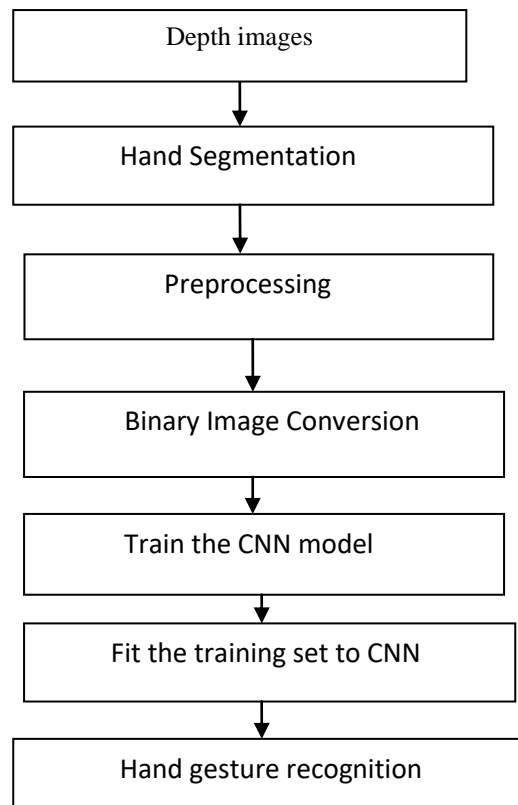 Depth images
Hand Segmentation
Preprocessing
Binary Image Conversion
Train the CNN model
Fit the training set to CNN
Hand gesture recognition